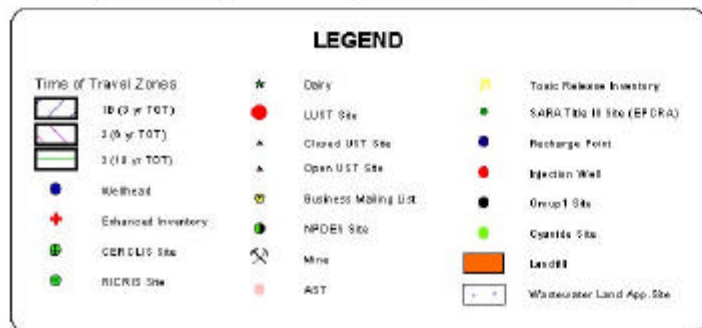 LEGEND
Time of Travel Zones
1B (3 yr TOT)
2 (6 yr TOT)
3 (10 yr TOT)
Wellhead
Enhanced Inventory
CERCLIS Site
RICRIS Site
Dairy
LUST Site
Closed UST Site
Open UST Site
Business Mailing List
NPDES Site
Mine
AST
Toxic Release Inventory
SARA Title III Site (EPCRA)
Recharge Point
Injection Well
Group1 Site
Cyanide Site
Landfill
Wastewater Land App. Site